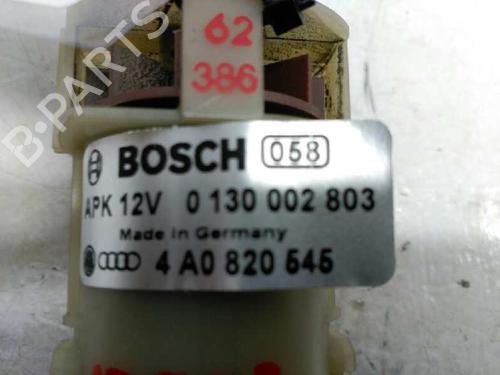 62
386
BOSCH 058
APK 12V 0 130 002 803
Made in Germany
4 A0 820 545
B-PARTS